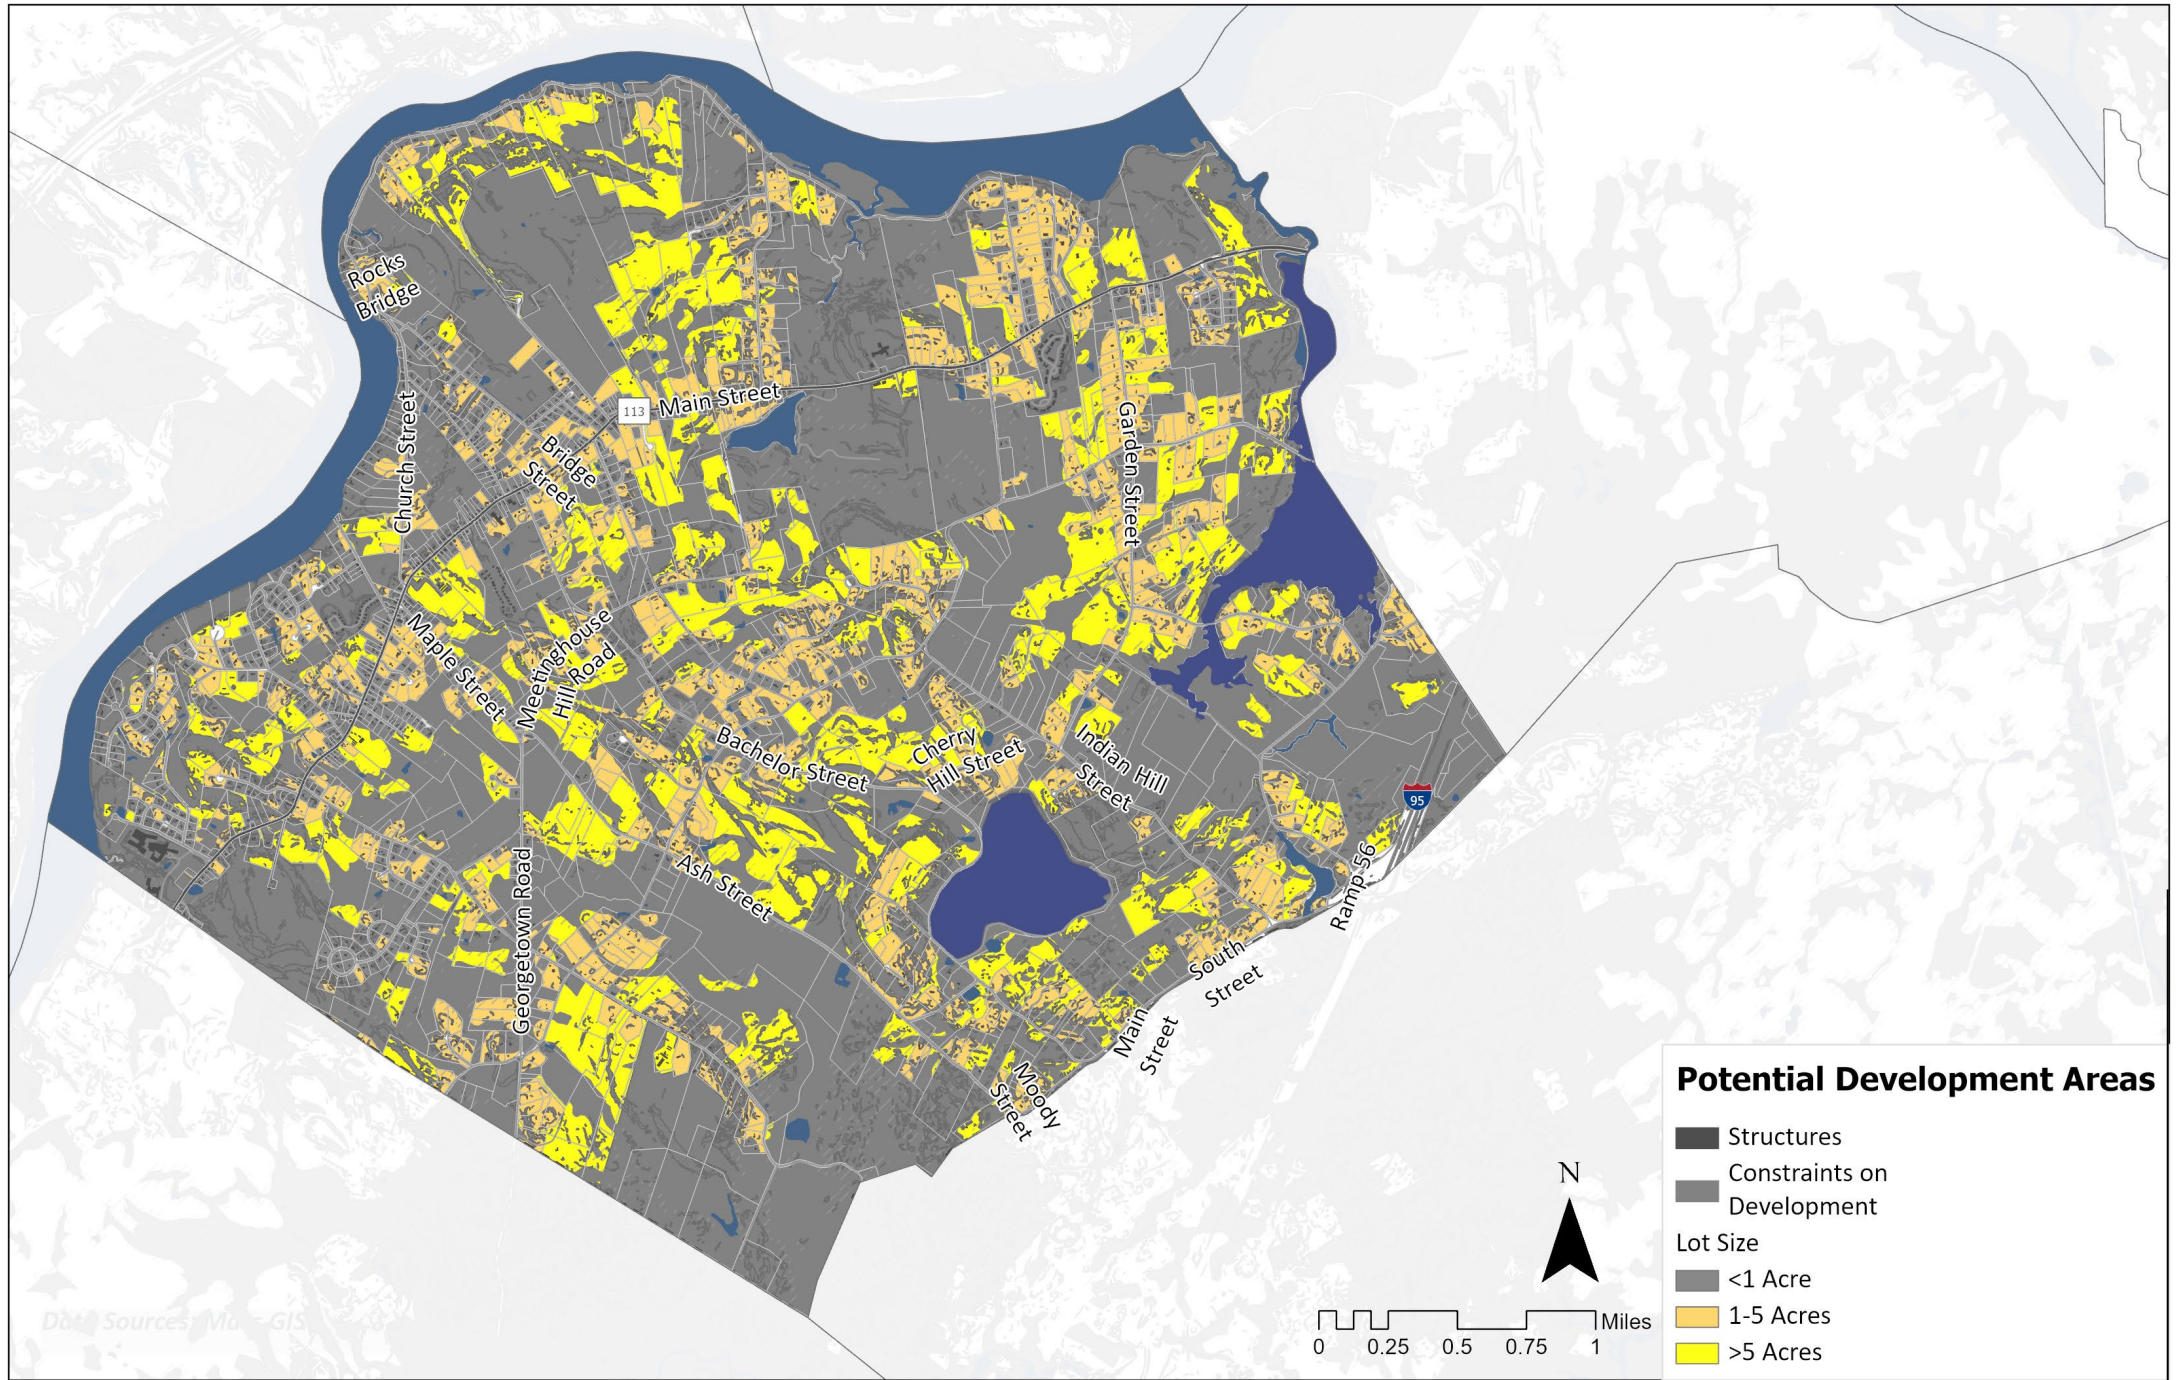 Rocks
Bridge
Church Street
113
Main Street
Bridge
Street
Garden Street
Maple Street
Meetinghouse
Hill Road
Bachelor Street
Cherry
Hill Street
Indian Hill
Street
95
Ash Street
Georgetown Road
Ramp 56
South
Street
Main
Street
Moody
Street
Potential Development Areas
Structures
Constraints on
Development
Lot Size
<1 Acre
1-5 Acres
>5 Acres
N
Miles
0 0.25 0.5 0.75 1
Data Sources: MassGIS